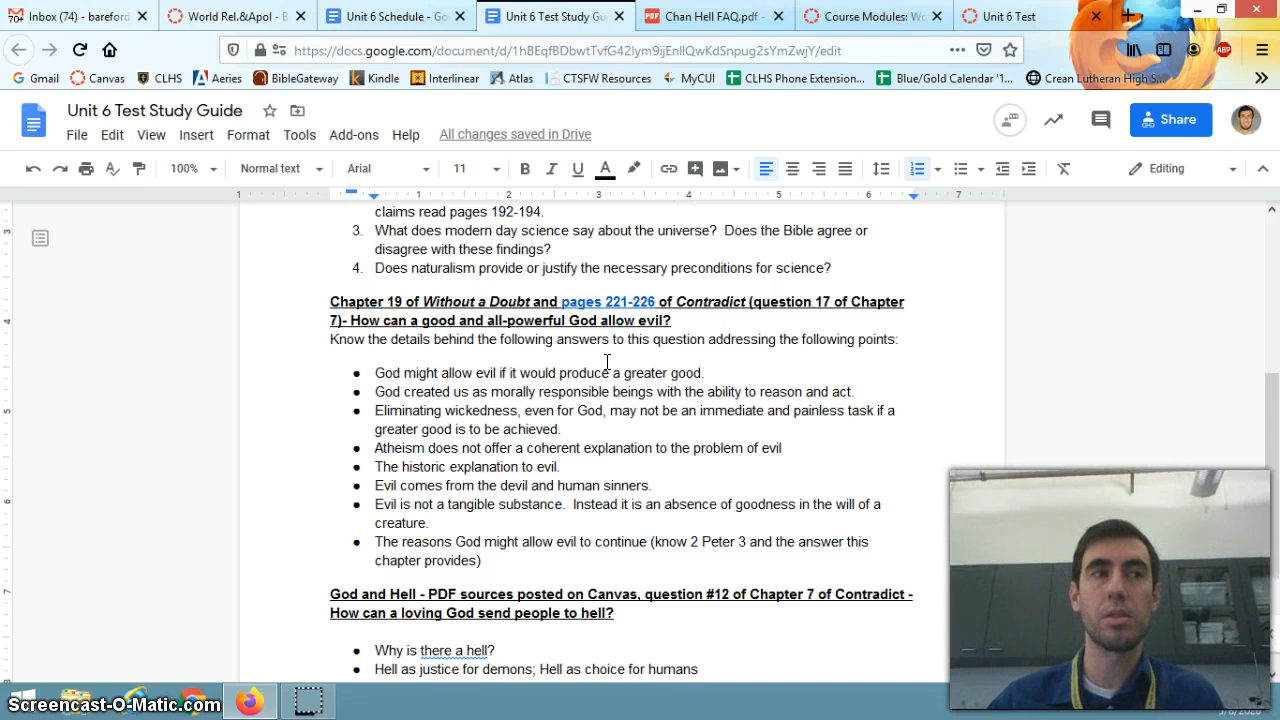 Inbox (74) - bareford
World Rel&Apol - B
Unit 6 Schedule - Go
Unit 6 Test Study Gu
Chan Hell FAQ.pdf -
Course Modules: W
Unit 6 Test
https://docs.google.com/document/d/1hBEqfBDbwtTvfG42lym9ijEnIlQwKdSnpug2sYmZwjY/edit
Gmail Canvas CLHS Aeries BibleGateway Kindle Interlinear Atlas CTSFW Resources MyCUI CLHS Phone Extension... Blue/Gold Calendar '1... Crean Lutheran High S...
Unit 6 Test Study Guide
Share
File Edit View Insert Format Tools Add-ons Help All changes saved in Drive
100% Normal text Arial B I U A Editing
1 1 2 3 4 5 6 7
claims read pages 192-194.
3. What does modern day science say about the universe? Does the Bible agree or
disagree with these findings?
4. Does naturalism provide or justify the necessary preconditions for science?
Chapter 19 of Without a Doubt and pages 221-226 of Contradict (question 17 of Chapter
7)- How can a good and all-powerful God allow evil?
Know the details behind the following answers to this question addressing the following points:
● God might allow evil if it would produce a greater good.
● God created us as morally responsible beings with the ability to reason and act.
● Eliminating wickedness, even for God, may not be an immediate and painless task if a
greater good is to be achieved.
● Atheism does not offer a coherent explanation to the problem of evil
● The historic explanation to evil.
● Evil comes from the devil and human sinners.
● Evil is not a tangible substance. Instead it is an absence of goodness in the will of a
creature.
● The reasons God might allow evil to continue (know 2 Peter 3 and the answer this
chapter provides)
God and Hell - PDF source posted on Canvas, question #12 of Chapter 7 of Contradict -
How can a loving God send people to hell?
● Why is there a hell?
● Hell as justice for demons; Hell as choice for humans
Screencast-O-Matic.com